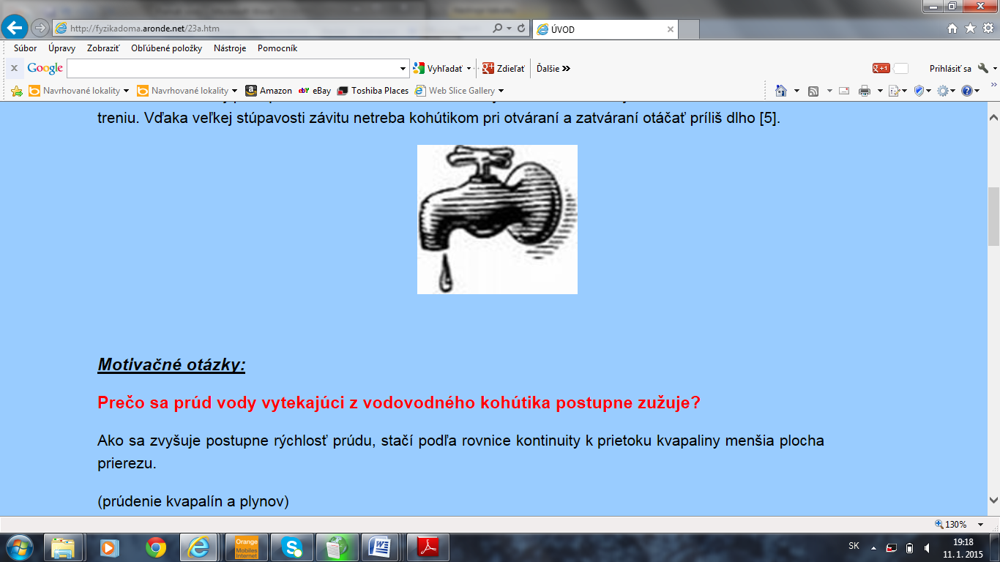 http://fyzikadoma.aronde.net/23a.htm
ÚVOD
Súbor Úpravy Zobraziť Obľúbené položky Nástroje Pomocník
x Google Vyhľadať g+1 Zdieľať Ďalšie » g+1 Prihlásiť sa
Navrhované lokality Navrhované lokality Amazon ebY eBay Toshiba Places Web Slice Gallery
treniu. Vďaka veľkej stúpavosti závitu netreba kohútikom pri otváraní a zatváraní otáčať príliš dlho [5].
Motivačné otázky:
Prečo sa prúd vody vytekajúci z vodovodného kohútika postupne zužuje?
Ako sa zvyšuje postupne rýchlosť prúdu, stačí podľa rovnice kontinuity k prietoku kvapaliny menšia plocha
prierezu.
(prúdenie kvapalín a plynov)
130%
Orange
Mobiles
Internet
SK
19:18
11. 1. 2015